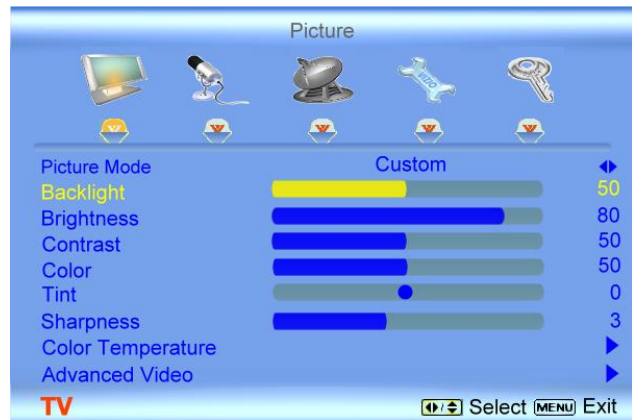 Picture
VIZIO
Picture Mode Custom
Backlight 50
Brightness 80
Contrast 50
Color 50
Tint 0
Sharpness 3
Color Temperature
Advanced Video
TV Select MENU Exit